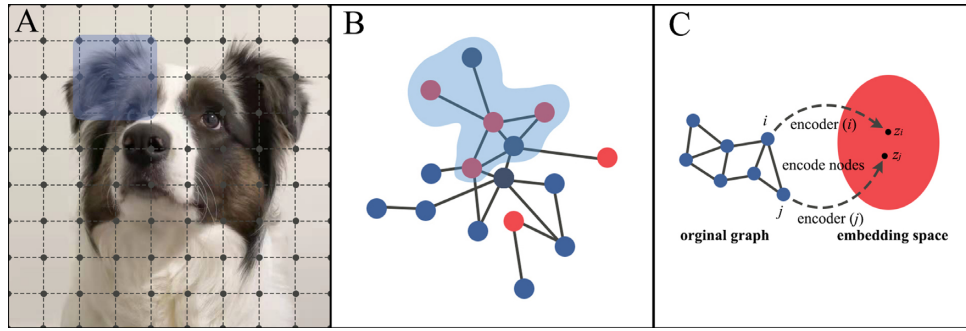 A
B
C
i
encoder (i)
zi
encode nodes
zj
j
encoder (j)
orginal graph
embedding space